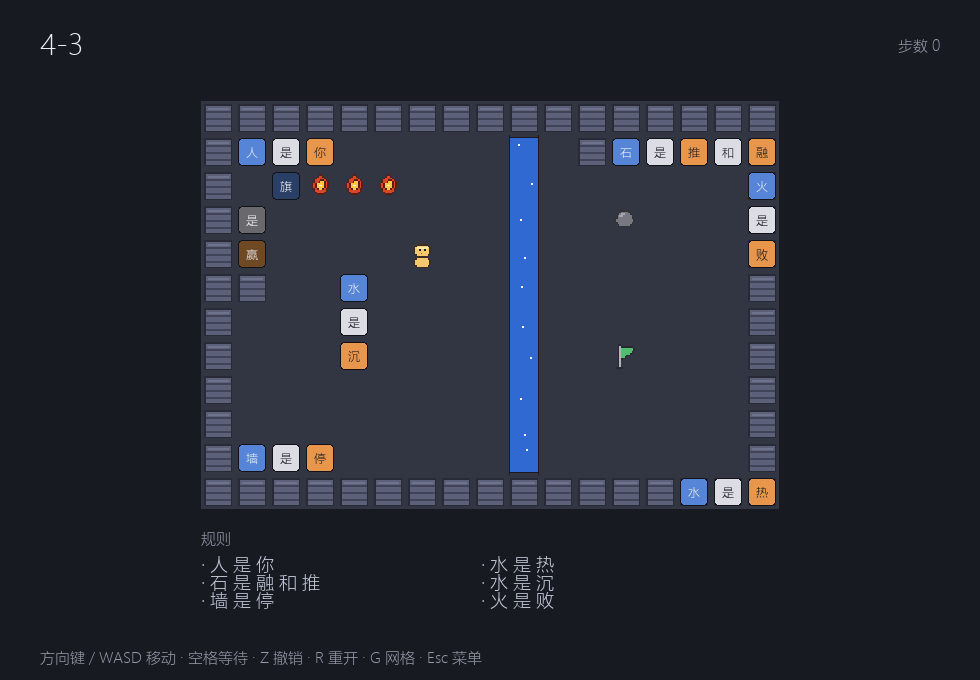 4-3
步数 0
人 是 你
石 是 推 和 融
旗
火
是
是
赢
败
水
是
沉
墙 是 停
水 是 热
规则
· 人 是 你
· 石 是 融 和 推
· 墙 是 停
· 水 是 热
· 水 是 沉
· 火 是 败
方向键 / WASD 移动 · 空格等待 · Z 撤销 · R 重开 · G 网格 · Esc 菜单